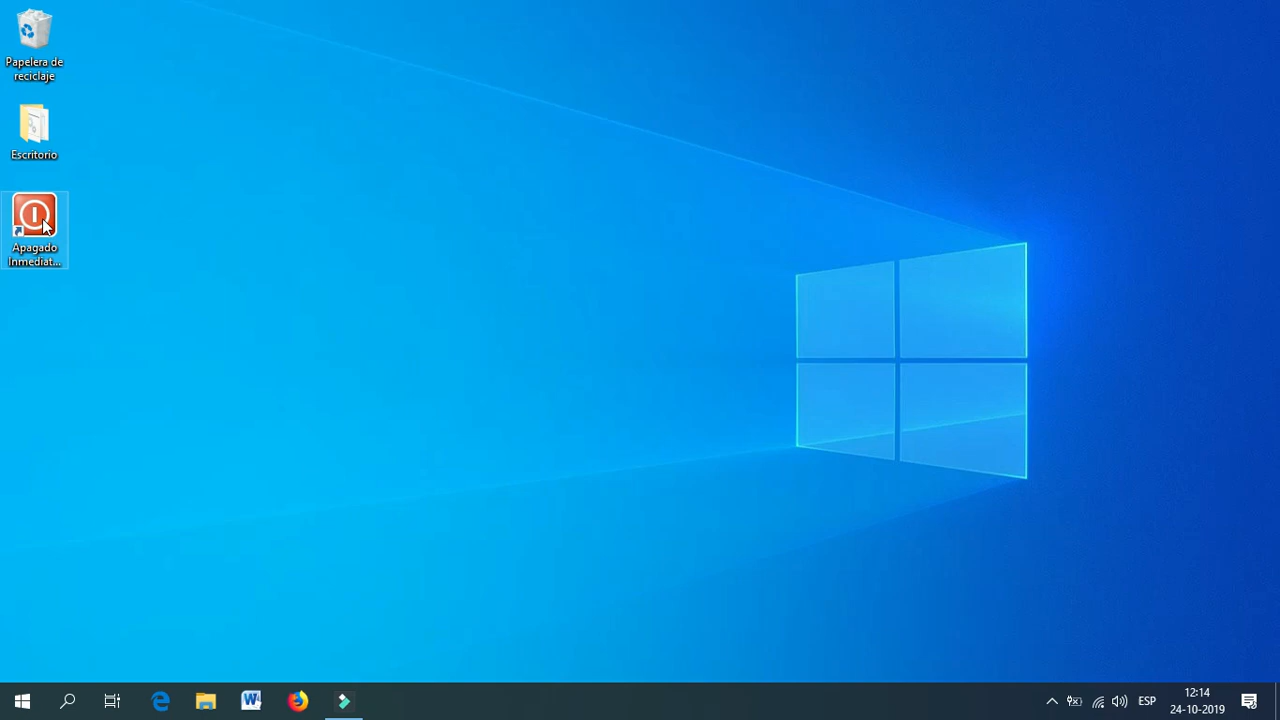 Papelera de
reciclaje
Escritorio
Apagado
Inmediat...
W
ESP
12:14
24-10-2019